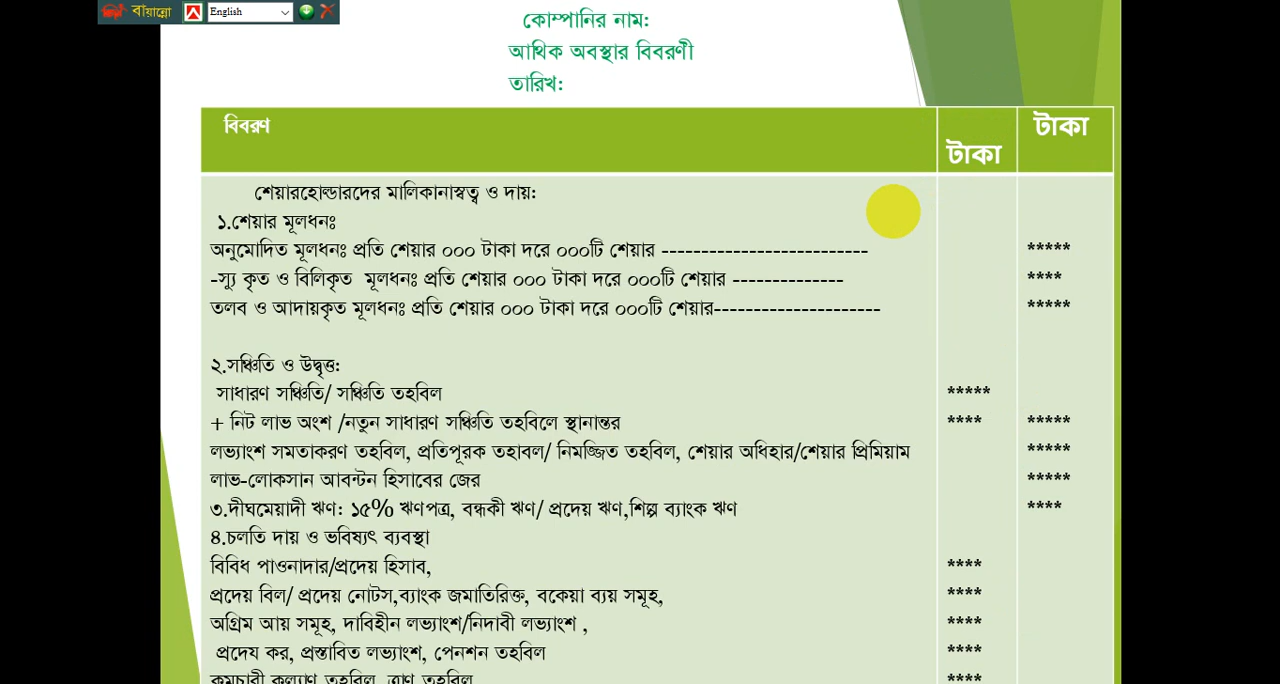 বায়ান্নো English
কোম্পানির নাম:
আর্থিক অবস্থার বিবরণী
তারিখ:
বিবরণ টাকা টাকা
শেয়ারহোল্ডারদের মালিকানাস্বত্ব ও দায়:
১.শেয়ার মূলধনঃ
অনুমোদিত মূলধনঃ প্রতি শেয়ার ০০০ টাকা দরে ০০০টি শেয়ার -------------------------- *****
-স্যু কৃত ও বিলিকৃত মূলধনঃ প্রতি শেয়ার ০০০ টাকা দরে ০০০টি শেয়ার -------------- ****
তলব ও আদায়কৃত মূলধনঃ প্রতি শেয়ার ০০০ টাকা দরে ০০০টি শেয়ার--------------------- *****
২.সঞ্চিতি ও উদ্বৃত্ত:
সাধারণ সঞ্চিতি/ সঞ্চিতি তহবিল *****
+ নিট লাভ অংশ /নতুন সাধারণ সঞ্চিতি তহবিলে স্থানান্তর **** *****
লভ্যাংশ সমতাকরণ তহবিল, প্রতিপূরক তহাবল/ নিমজ্জিত তহবিল, শেয়ার অধিহার/শেয়ার প্রিমিয়াম *****
লাভ-লোকসান আবন্টন হিসাবের জের *****
৩.দীঘমেয়াদী ঋণ: ১৫% ঋণপত্র, বন্ধকী ঋণ/ প্রদেয় ঋণ,শিল্প ব্যাংক ঋণ ****
৪.চলতি দায় ও ভবিষ্যৎ ব্যবস্থা
বিবিধ পাওনাদার/প্রদেয় হিসাব, ****
প্রদেয় বিল/ প্রদেয় নোটস,ব্যাংক জমাতিরিক্ত, বকেয়া ব্যয় সমূহ, ****
অগ্রিম আয় সমূহ, দাবিহীন লভ্যাংশ/নিদাবী লভ্যাংশ , ****
প্রদেয কর, প্রস্তাবিত লভ্যাংশ, পেনশন তহবিল ****
কমচারী কল্যাণ তহবিল, ত্রাণ তহবিল ****